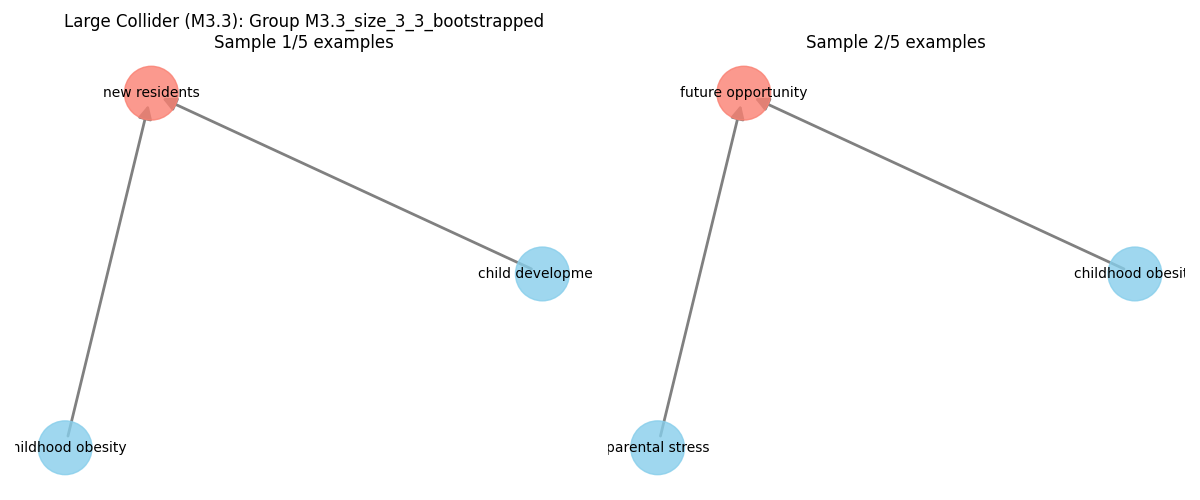 Large Collider (M3.3): Group M3.3_size_3_3_bootstrapped
Sample 1/5 examples
Sample 2/5 examples
new residents
future opportunity
child developme
childhood obesit
hildhood obesity
parental stress